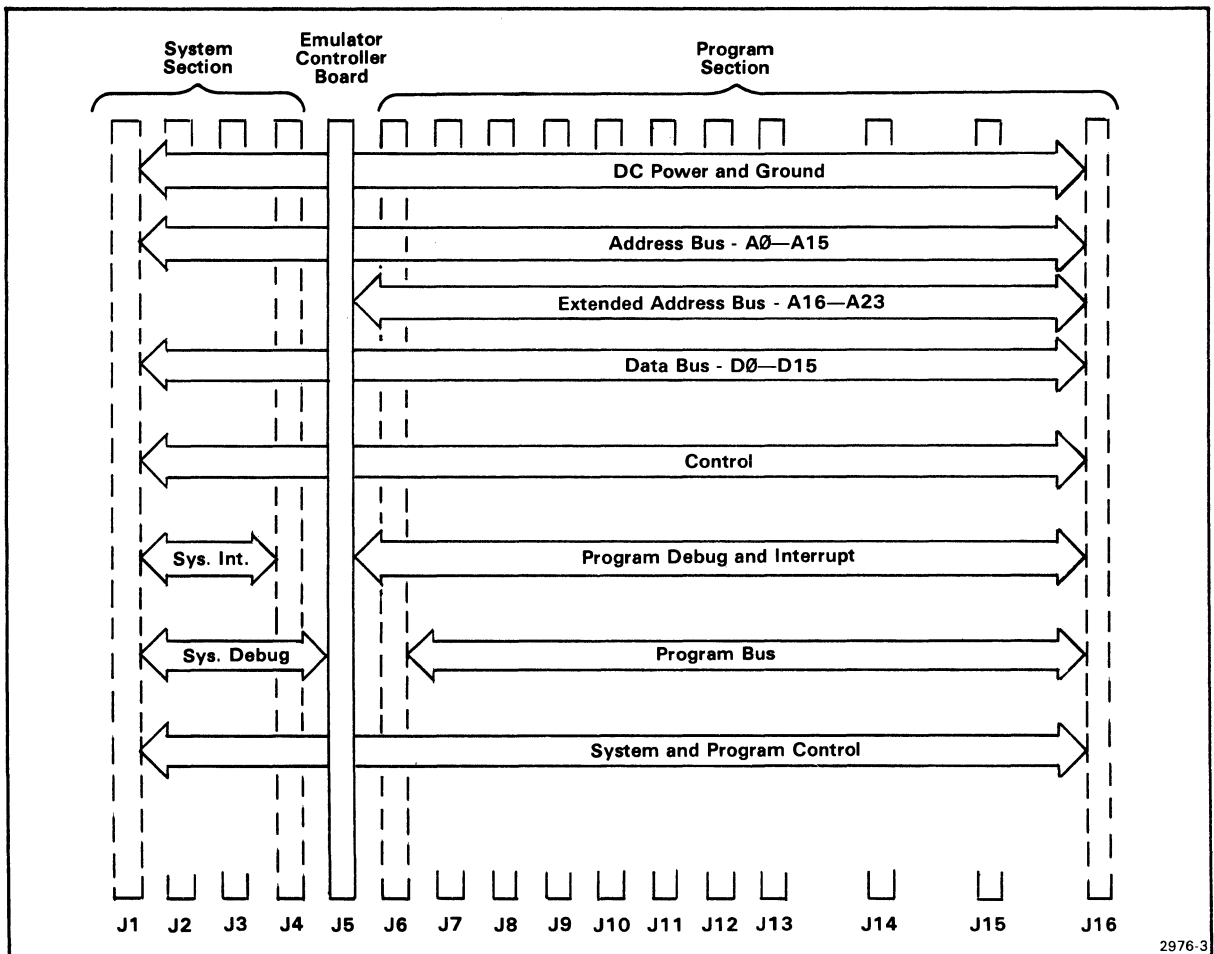 System
Section
Emulator
Controller
Board
Program
Section
DC Power and Ground
Address Bus - AØ—A15
Extended Address Bus - A16—A23
Data Bus - DØ—D15
Control
Sys. Int.
Program Debug and Interrupt
Sys. Debug
Program Bus
System and Program Control
J1 J2 J3 J4 J5 J6 J7 J8 J9 J10 J11 J12 J13 J14 J15 J16
2976-3